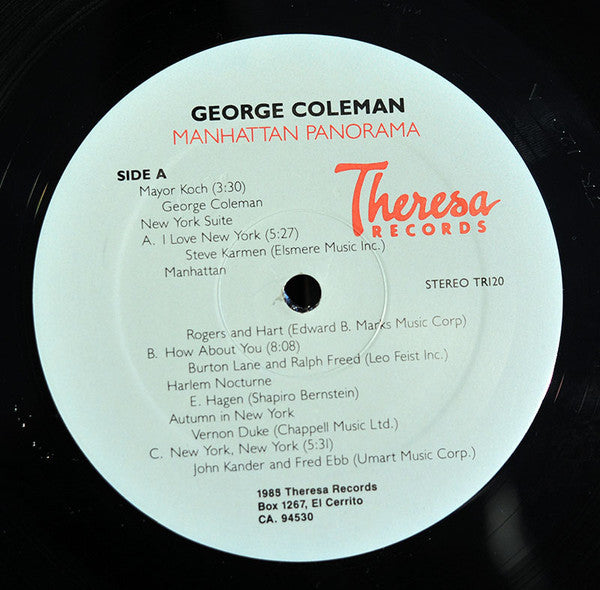 GEORGE COLEMAN
MANHATTAN PANORAMA
SIDE A
Mayor Koch (3:30)
George Coleman
New York Suite
A. I Love New York (5:27)
Steve Karmen (Elsmere Music Inc.)
Manhattan
Theresa
RECORDS
STEREO TR120
Rogers and Hart (Edward B. Marks Music Corp)
B. How About You (8:08)
Burton Lane and Ralph Freed (Leo Feist Inc.)
Harlem Nocturne
E. Hagen (Shapiro Bernstein)
Autumn in New York
Vernon Duke (Chappell Music Ltd.)
C. New York, New York (5:31)
John Kander and Fred Ebb (Umart Music Corp.)
1985 Theresa Records
Box 1267, El Cerrito
CA. 94530